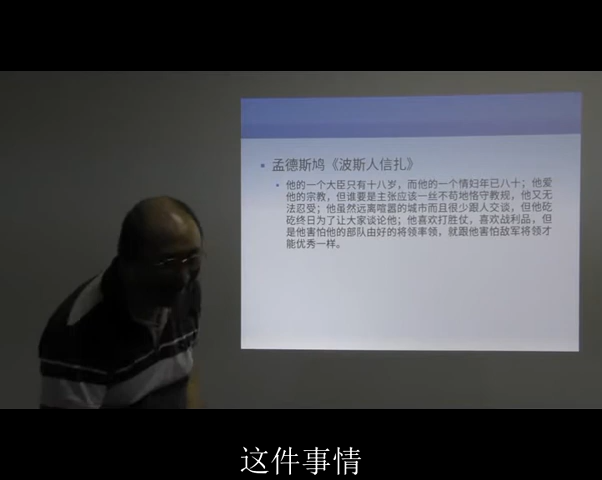 孟德斯鸠《波斯人信扎》
他的一个大臣只有十八岁，而他的一个情妇年已八十；他爱
他的宗教，但谁要是主张应该一丝不苟地恪守教规，他又无
法忍受；他虽然远离喧嚣的城市而且很少跟人交谈，但他矻
矻终日为了让大家谈论他；他喜欢打胜仗，喜欢战利品，但
是他害怕他的部队由好的将领率领，就跟他害怕敌军将领才
能优秀一样。
这件事情